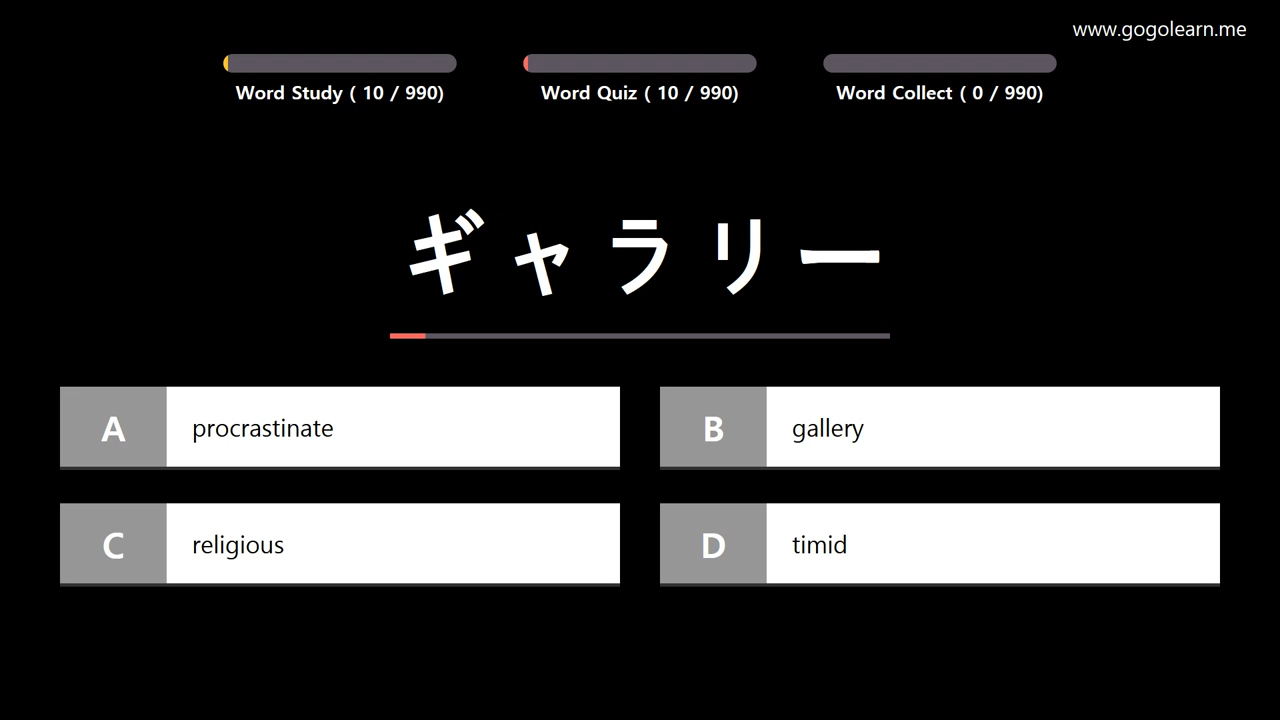 www.gogolearn.me
Word Study ( 10 / 990)
Word Quiz ( 10 / 990)
Word Collect ( 0 / 990)
ギャラリー
A procrastinate
B gallery
C religious
D timid